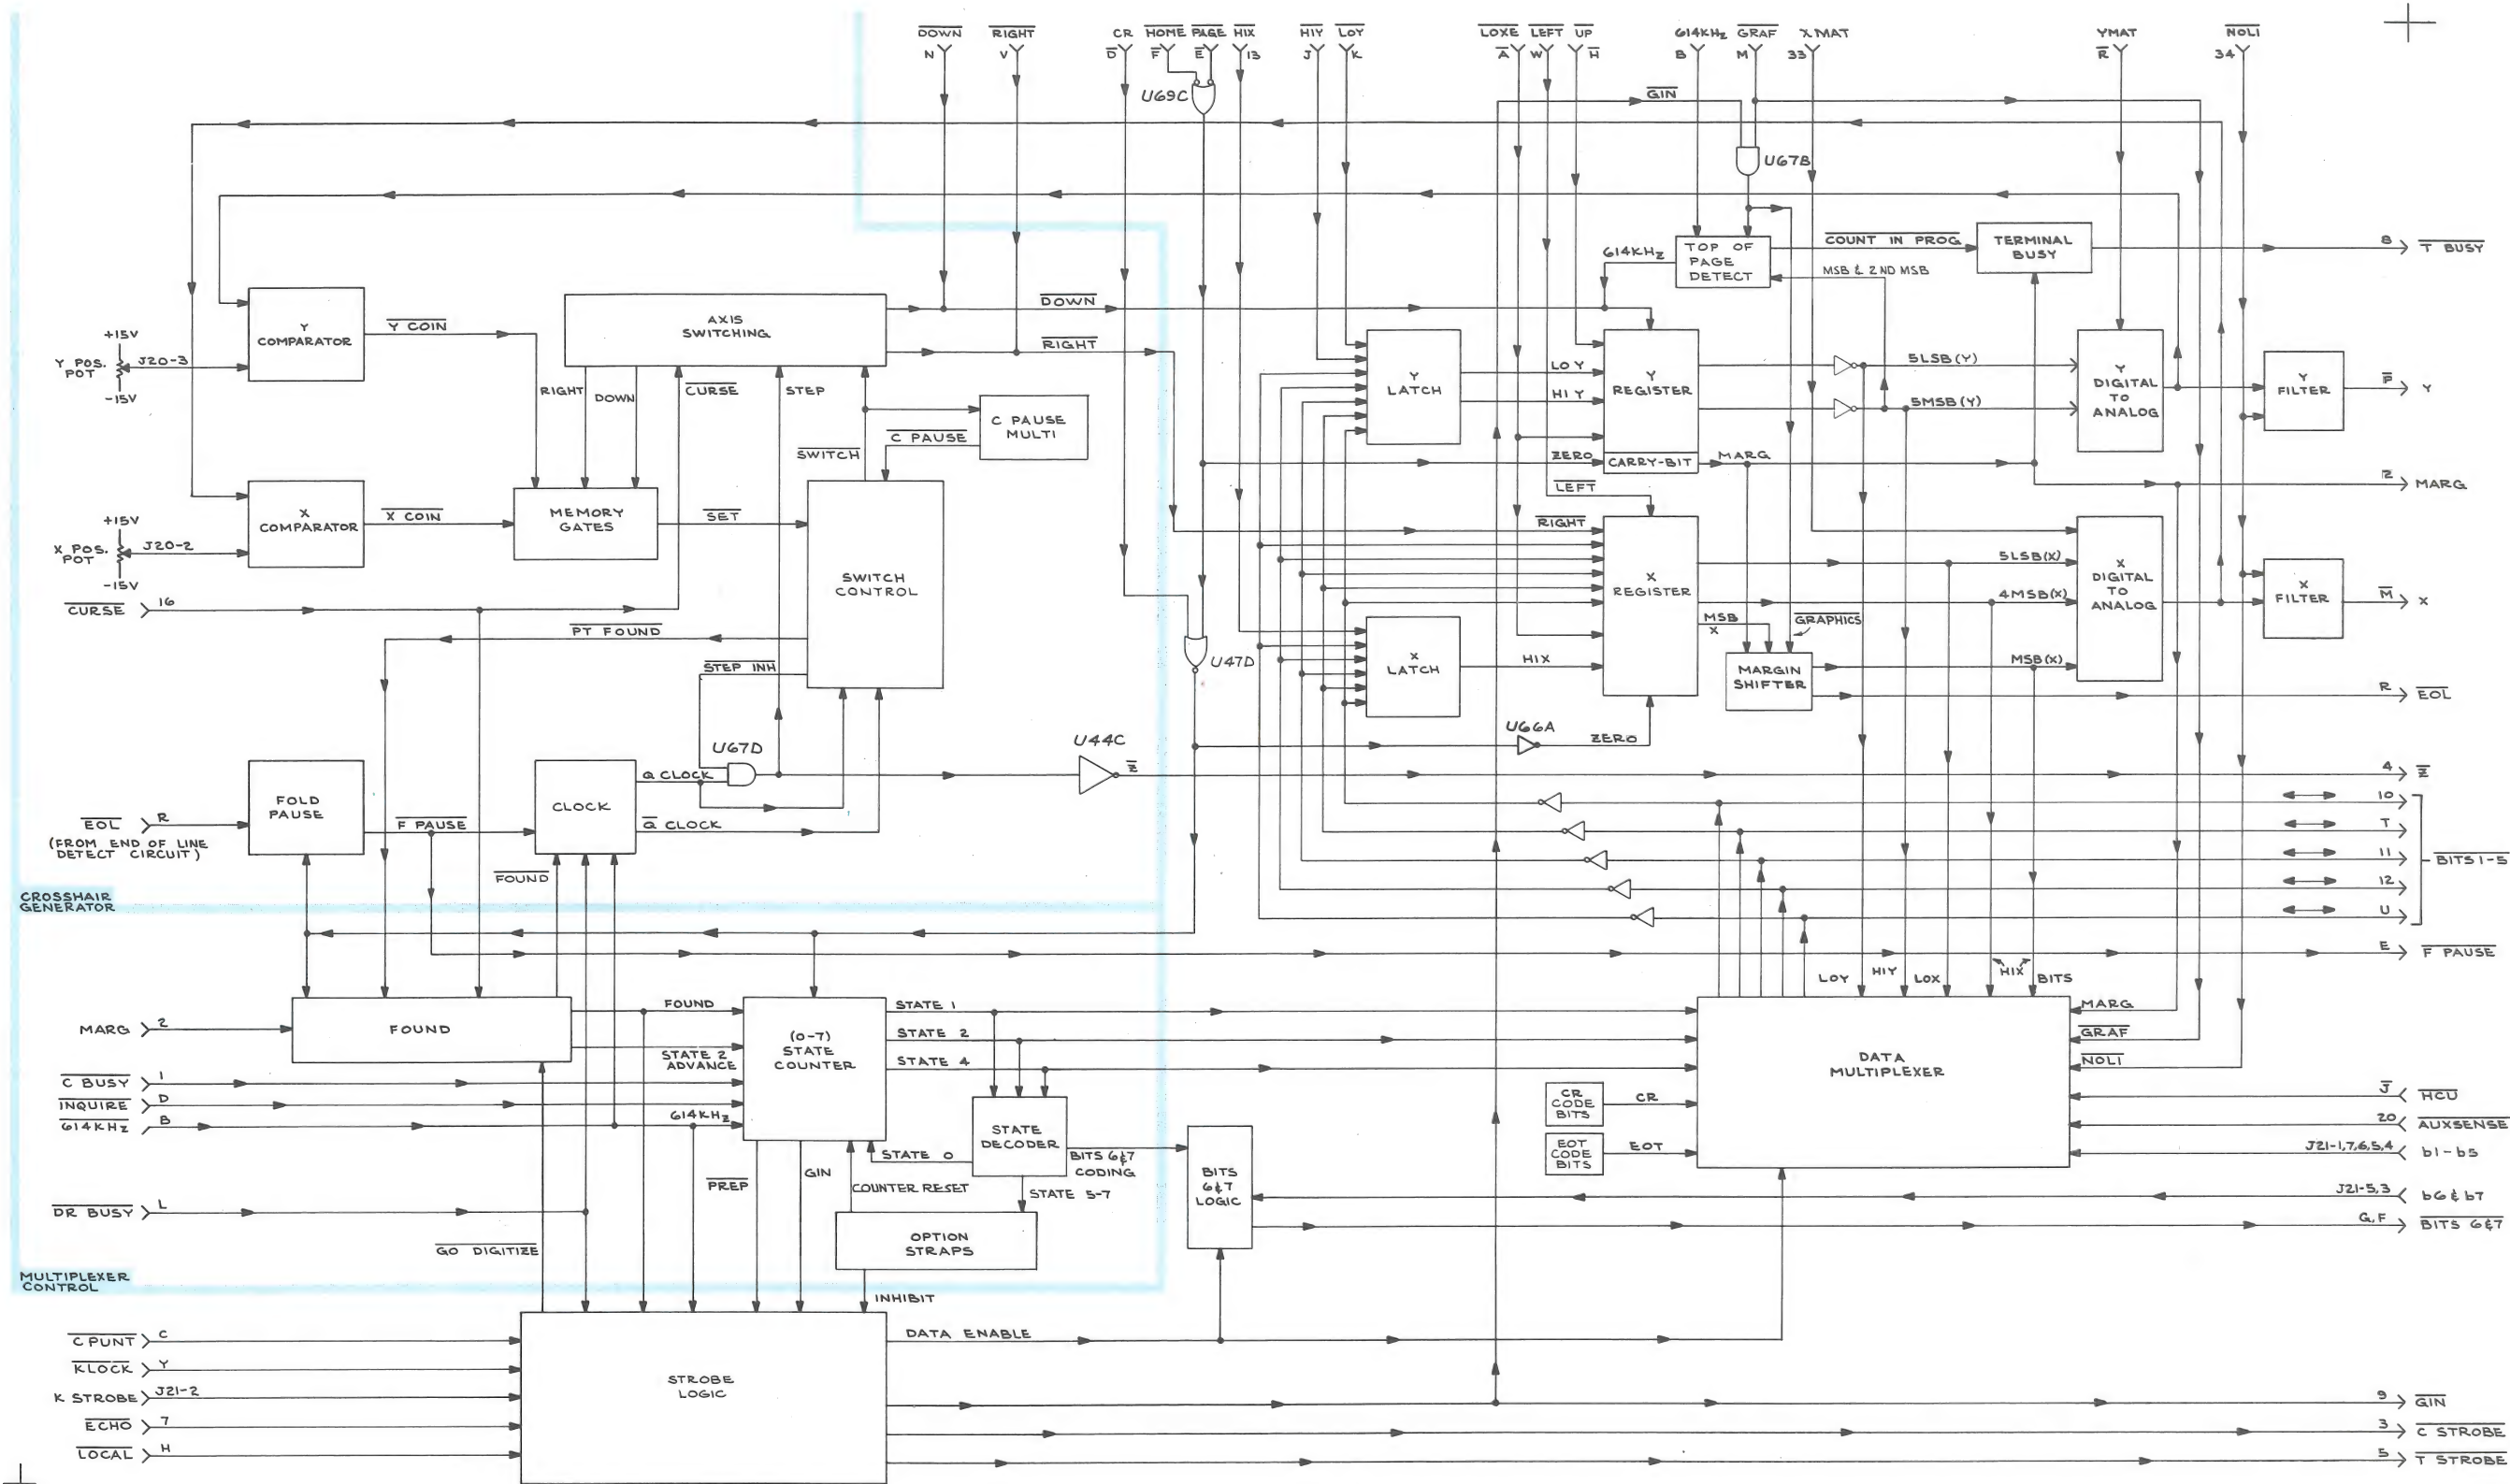 DOWN
N
RIGHT
V
CR
D
HOME
F
PAGE
E
HIX
13
HIY
J
LOY
K
LOXE
A
LEFT
W
UP
H
614KHz
B
GRAF
M
XMAT
33
YMAT
R
NOLI
34
U69C
GIN
U67B
614KHz
TOP OF
PAGE
DETECT
COUNT IN PROG
MSB & 2ND MSB
TERMINAL
BUSY
8
T BUSY
Y
COMPARATOR
Y COIN
AXIS
SWITCHING
DOWN
RIGHT
+15V
Y POS.
POT
J20-3
-15V
RIGHT
DOWN
CURSE
STEP
C PAUSE
MULTI
C PAUSE
SWITCH
Y
LATCH
LO Y
HI Y
Y
REGISTER
ZERO
CARRY-BIT
MARG
5LSB(Y)
5MSB(Y)
Y
DIGITAL
TO
ANALOG
Y
FILTER
P
Y
2
MARG
X
COMPARATOR
X COIN
MEMORY
GATES
SET
+15V
X POS.
POT
J20-2
-15V
SWITCH
CONTROL
LEFT
RIGHT
X
REGISTER
5LSB(X)
4MSB(X)
MSB
X
GRAPHICS
X
DIGITAL
TO
ANALOG
X
FILTER
M
X
CURSE
16
PT FOUND
STEP INH
U47D
X
LATCH
HIX
MARGIN
SHIFTER
MSB(X)
R
EOL
U66A
ZERO
U67D
U44C
Z
4
Z
FOLD
PAUSE
CLOCK
Q CLOCK
Q CLOCK
EOL
R
(FROM END OF LINE
DETECT CIRCUIT)
F PAUSE
FOUND
10
T
11
12
U
BITS 1-5
CROSSHAIR
GENERATOR
E
F PAUSE
LOY
HIY
LOX
HIX
BITS
MARG
2
FOUND
FOUND
STATE 2
ADVANCE
(0-7)
STATE
COUNTER
STATE 1
STATE 2
STATE 4
DATA
MULTIPLEXER
MARG
GRAF
NOLI
C BUSY
1
INQUIRE
D
614KHz
B
614KHz
STATE
DECODER
STATE 0
BITS 6&7
CODING
CR
CODE
BITS
CR
EOT
CODE
BITS
EOT
J
HCU
20
AUXSENSE
J21-1,7,6,5,4
b1-b5
PREP
GIN
COUNTER RESET
STATE 5-7
BITS
6&7
LOGIC
J21-5,3
b6 & b7
G,F
BITS 6&7
DR BUSY
L
GO DIGITIZE
OPTION
STRAPS
MULTIPLEXER
CONTROL
INHIBIT
C PUNT
C
KLOCK
Y
K STROBE
J21-2
ECHO
7
LOCAL
H
STROBE
LOGIC
DATA ENABLE
9
GIN
3
C STROBE
5
T STROBE